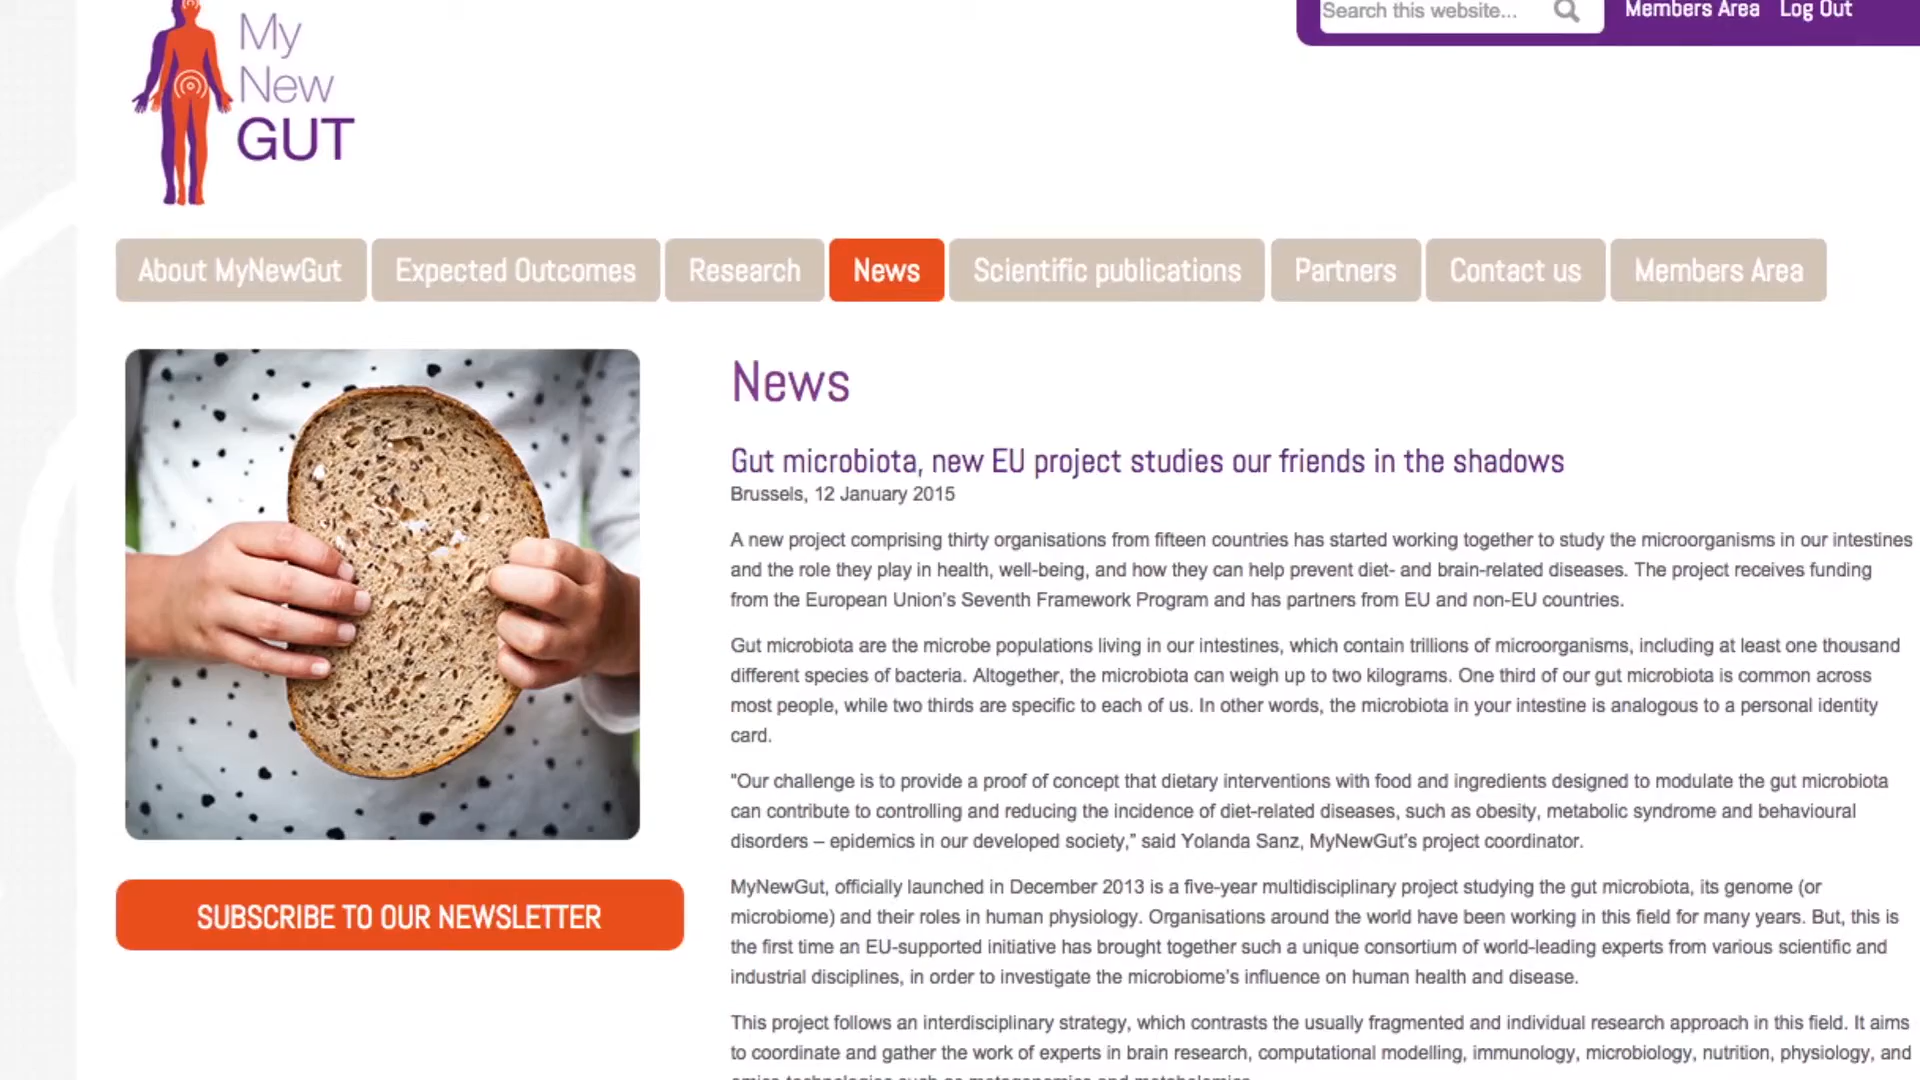 My
New
GUT
Search this website...
Members Area
Log Out
About MyNewGut
Expected Outcomes
Research
News
Scientific publications
Partners
Contact us
Members Area
News
Gut microbiota, new EU project studies our friends in the shadows
Brussels, 12 January 2015
A new project comprising thirty organisations from fifteen countries has started working together to study the microorganisms in our intestines
and the role they play in health, well-being, and how they can help prevent diet- and brain-related diseases. The project receives funding
from the European Union's Seventh Framework Program and has partners from EU and non-EU countries.
Gut microbiota are the microbe populations living in our intestines, which contain trillions of microorganisms, including at least one thousand
different species of bacteria. Altogether, the microbiota can weigh up to two kilograms. One third of our gut microbiota is common across
most people, while two thirds are specific to each of us. In other words, the microbiota in your intestine is analogous to a personal identity
card.
"Our challenge is to provide a proof of concept that dietary interventions with food and ingredients designed to modulate the gut microbiota
can contribute to controlling and reducing the incidence of diet-related diseases, such as obesity, metabolic syndrome and behavioural
disorders – epidemics in our developed society," said Yolanda Sanz, MyNewGut's project coordinator.
MyNewGut, officially launched in December 2013 is a five-year multidisciplinary project studying the gut microbiota, its genome (or
microbiome) and their roles in human physiology. Organisations around the world have been working in this field for many years. But, this is
the first time an EU-supported initiative has brought together such a unique consortium of world-leading experts from various scientific and
industrial disciplines, in order to investigate the microbiome's influence on human health and disease.
This project follows an interdisciplinary strategy, which contrasts the usually fragmented and individual research approach in this field. It aims
to coordinate and gather the work of experts in brain research, computational modelling, immunology, microbiology, nutrition, physiology, and
SUBSCRIBE TO OUR NEWSLETTER